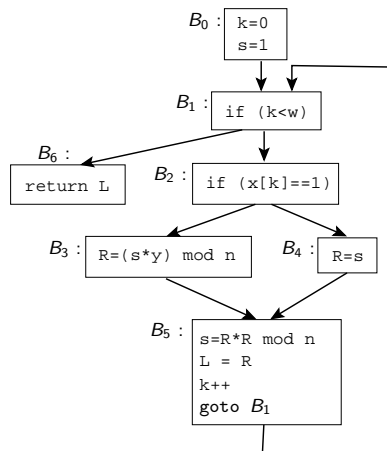 B₀ :
k=0
s=1
B₁ :
if (k<w)
B₆ :
return L
B₂ :
if (x[k]==1)
B₃ :
R=(s*y) mod n
B₄ :
R=s
B₅ :
s=R*R mod n
L = R
k++
goto B₁